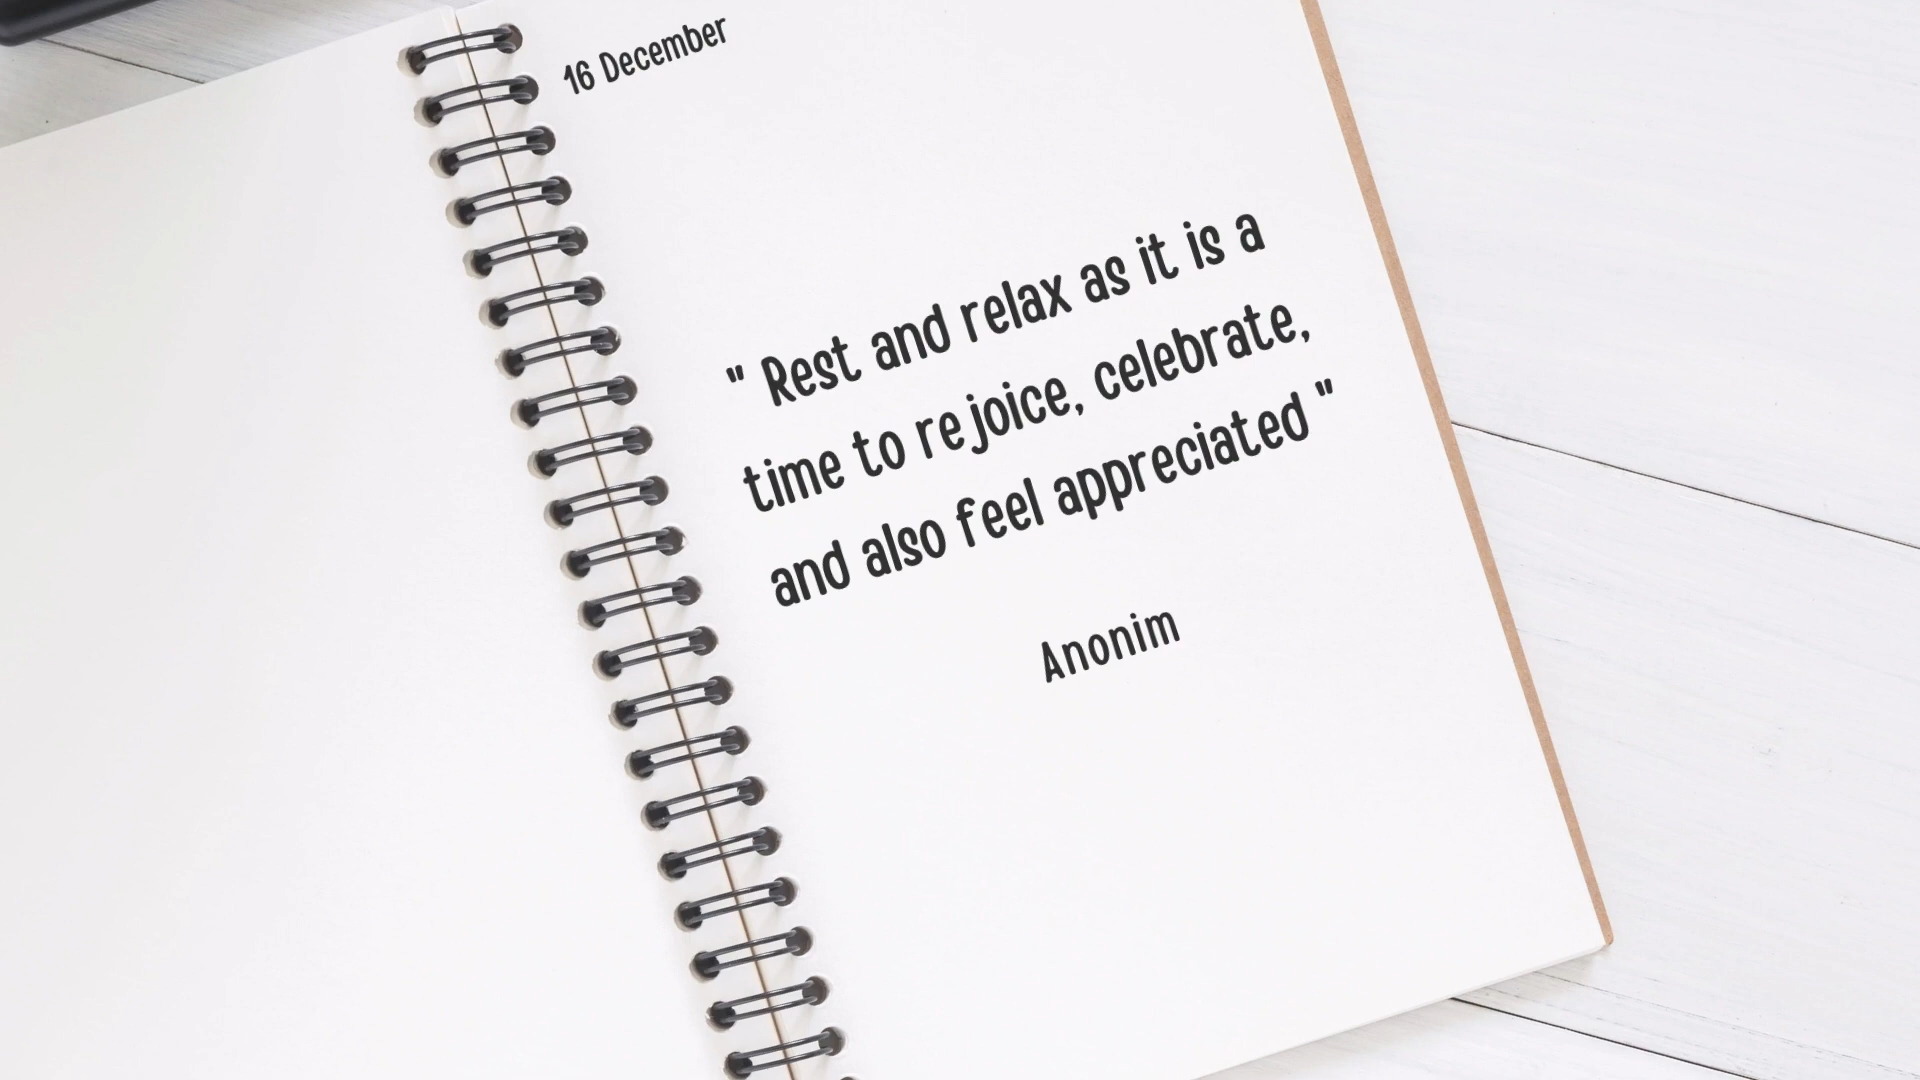 16 December
" Rest and relax as it is a
time to rejoice, celebrate,
and also feel appreciated "
Anonim